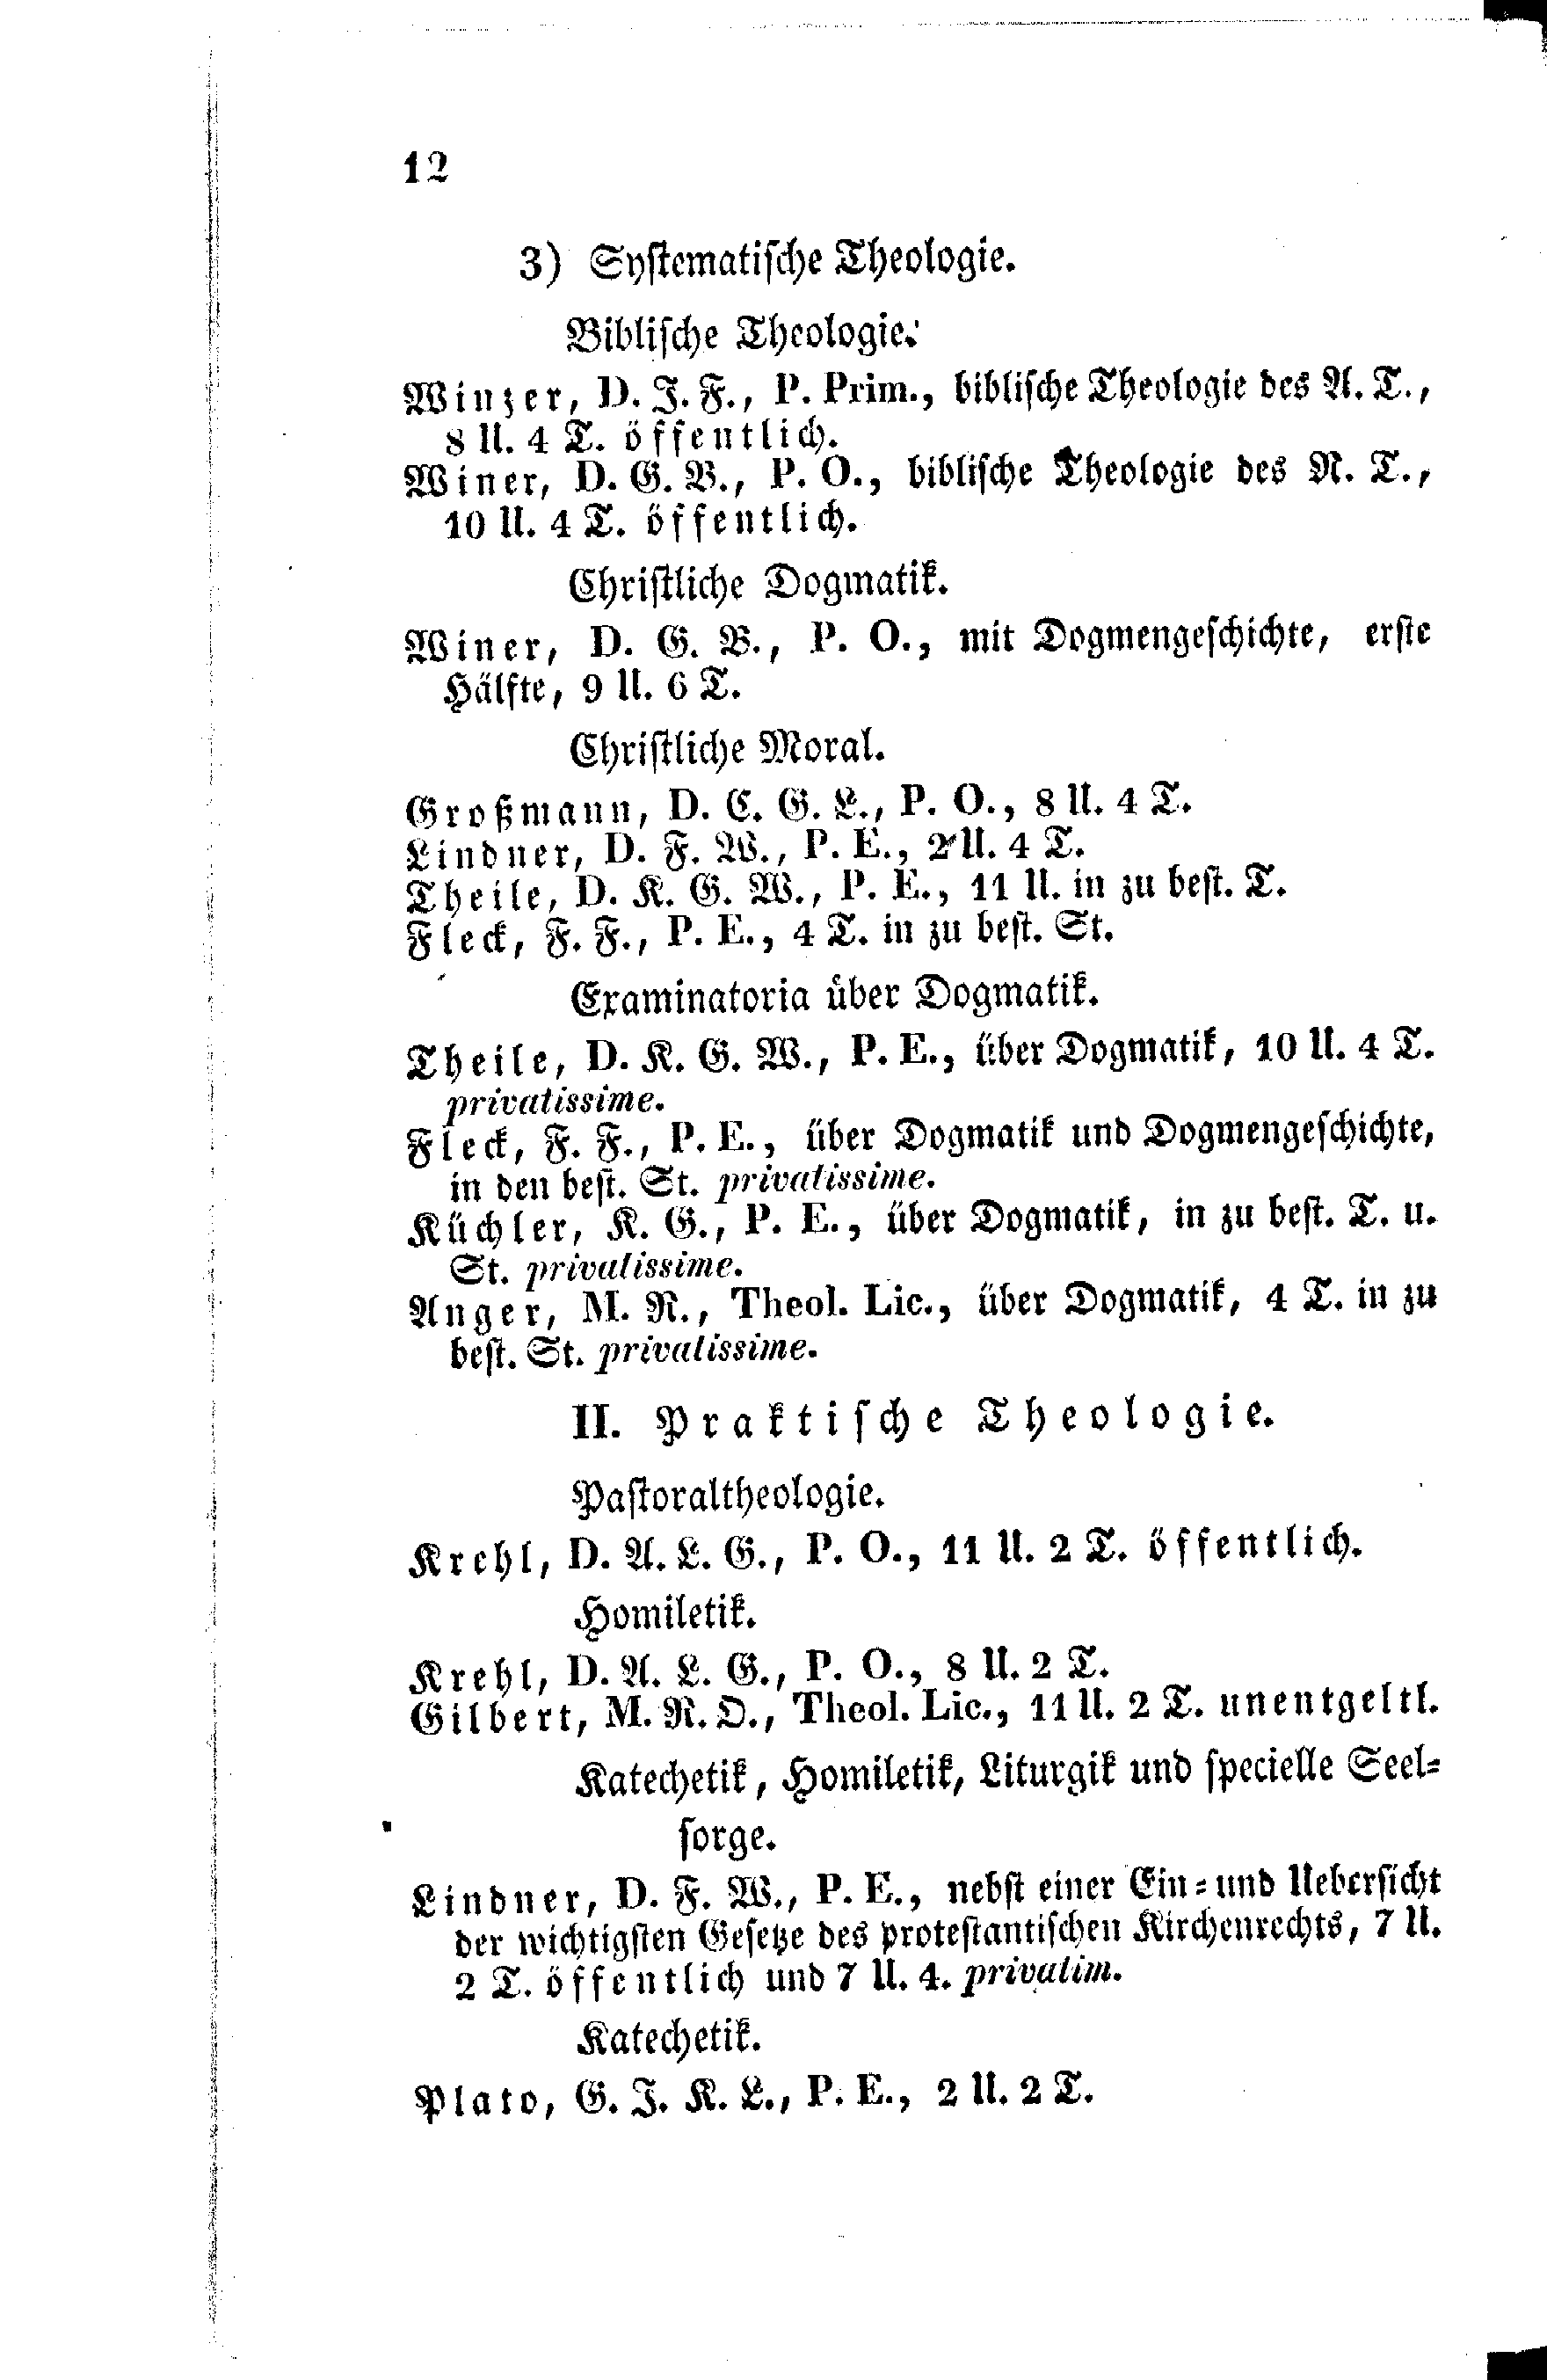 12
3) Systematische Theologie.
Biblische Theologie.
Winzer, D. J. F., P. Prim., biblische Theologie des A. T.,
8 U. 4 T. öffentlich.
Winer, D. G. B., P. O., biblische Theologie des N. T.,
10 U. 4 T. öffentlich.
Christliche Dogmatik.
Winer, D. G. B., P. O., mit Dogmengeschichte, erste
Hälfte, 9 U. 6 T.
Christliche Moral.
Großmann, D. C. G. L., P. O., 8 U. 4 T.
Lindner, D. F. W., P. E., 2 U. 4 T.
Theile, D. K. G. W., P. E., 11 U. in zu best. T.
Fleck, F. F., P. E., 4 T. in zu best. St.
Examinatoria über Dogmatik.
Theile, D. K. G. W., P. E., über Dogmatik, 10 U. 4 T.
privatissime.
Fleck, F. F., P. E., über Dogmatik und Dogmengeschichte,
in den best. St. privatissime.
Küchler, K. G., P. E., über Dogmatik, in zu best. T. u.
St. privatissime.
Anger, M. R., Theol. Lic., über Dogmatik, 4 T. in zu
best. St. privatissime.
II. Praktische Theologie.
Pastoraltheologie.
Krehl, D. A. L. G., P. O., 11 U. 2 T. öffentlich.
Homiletik.
Krehl, D. A. L. G., P. O., 8 U. 2 T.
Gilbert, M. R. O., Theol. Lic., 11 U. 2 T. unentgeltl.
Katechetik, Homiletik, Liturgik und specielle Seel-
sorge.
Lindner, D. F. W., P. E., nebst einer Ein- und Uebersicht
der wichtigsten Gesetze des protestantischen Kirchenrechts, 7 U.
2 T. öffentlich und 7 U. 4. privatim.
Katechetik.
Plato, G. J. K. L., P. E., 2 U. 2 T.